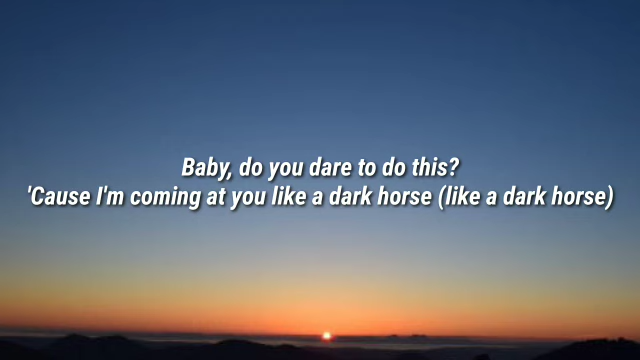 Baby, do you dare to do this?
'Cause I'm coming at you like a dark horse (like a dark horse)